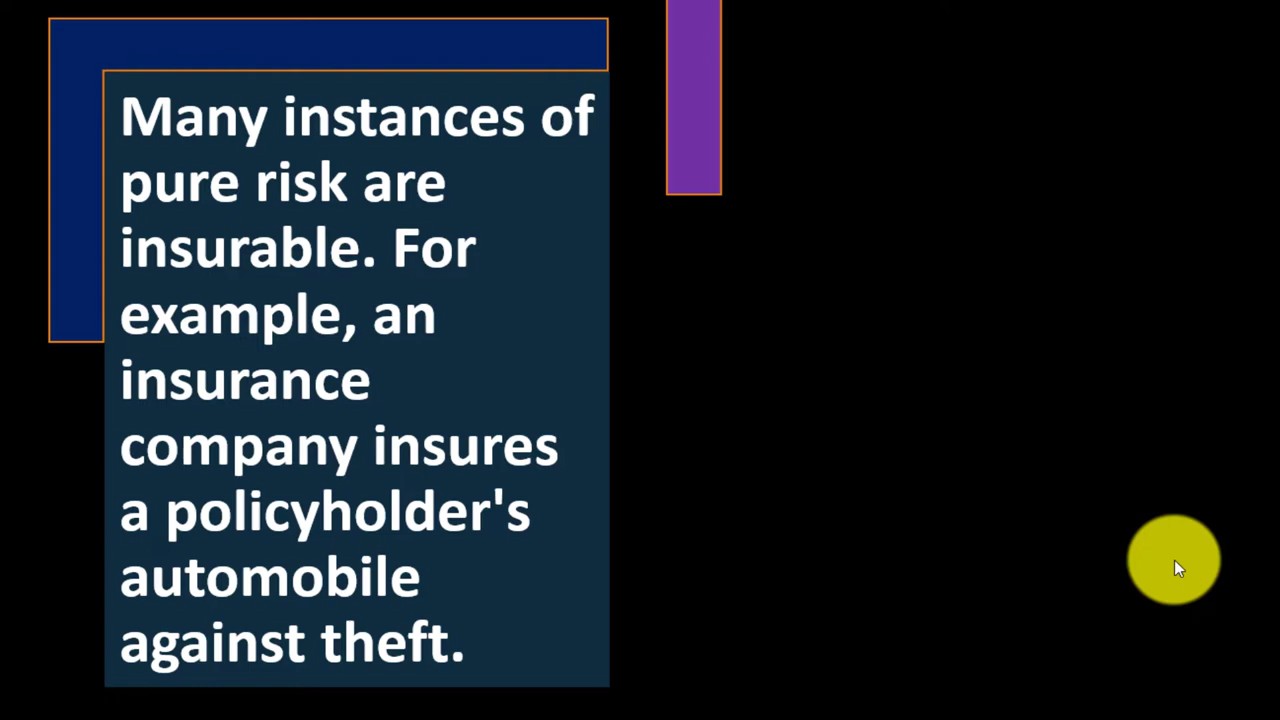 Many instances of
pure risk are
insurable. For
example, an
insurance
company insures
a policyholder's
automobile
against theft.